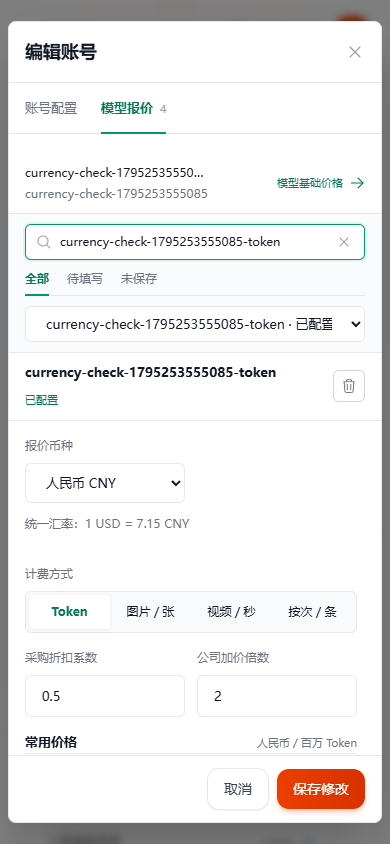 编辑账号
账号配置 模型报价 4
currency-check-1795253550...
模型基础价格 →
currency-check-1795253555085
currency-check-1795253555085-token
全部 待填写 未保存
currency-check-1795253555085-token · 已配置
currency-check-1795253555085-token
已配置
报价币种
人民币 CNY
统一汇率：1 USD = 7.15 CNY
计费方式
Token 图片 / 张 视频 / 秒 按次 / 条
采购折扣系数 公司加价倍数
0.5 2
常用价格 人民币 / 百万 Token
取消 保存修改